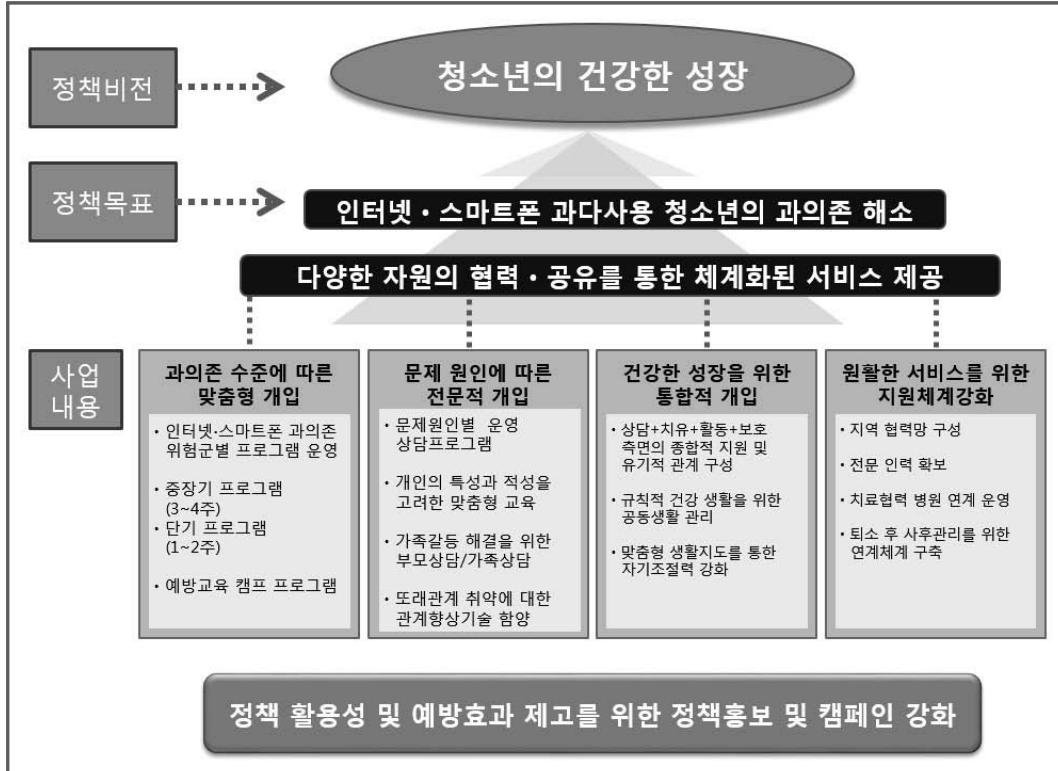 정책비전
청소년의 건강한 성장
정책목표
인터넷·스마트폰 과다사용 청소년의 과의존 해소
다양한 자원의 협력·공유를 통한 체계화된 서비스 제공
사업
내용
과의존 수준에 따른
맞춤형 개입
• 인터넷·스마트폰 과의존
위험군별 프로그램 운영
• 중장기 프로그램
(3~4주)
• 단기 프로그램
(1~2주)
• 예방교육 캠프 프로그램
문제 원인에 따른
전문적 개입
• 문제원인별 운영
상담프로그램
• 개인의 특성과 적성을
고려한 맞춤형 교육
• 가족갈등 해결을 위한
부모상담/가족상담
• 또래관계 취약에 대한
관계향상기술 함양
건강한 성장을 위한
통합적 개입
• 상담+치유+활동+보호
측면의 종합적 지원 및
유기적 관계 구성
• 규칙적 건강 생활을 위한
공동생활 관리
• 맞춤형 생활지도를 통한
자기조절력 강화
원활한 서비스를 위한
지원체계강화
• 지역 협력망 구성
• 전문 인력 확보
• 치료협력 병원 연계 운영
• 퇴소 후 사후관리를 위한
연계체계 구축
정책 활용성 및 예방효과 제고를 위한 정책홍보 및 캠페인 강화